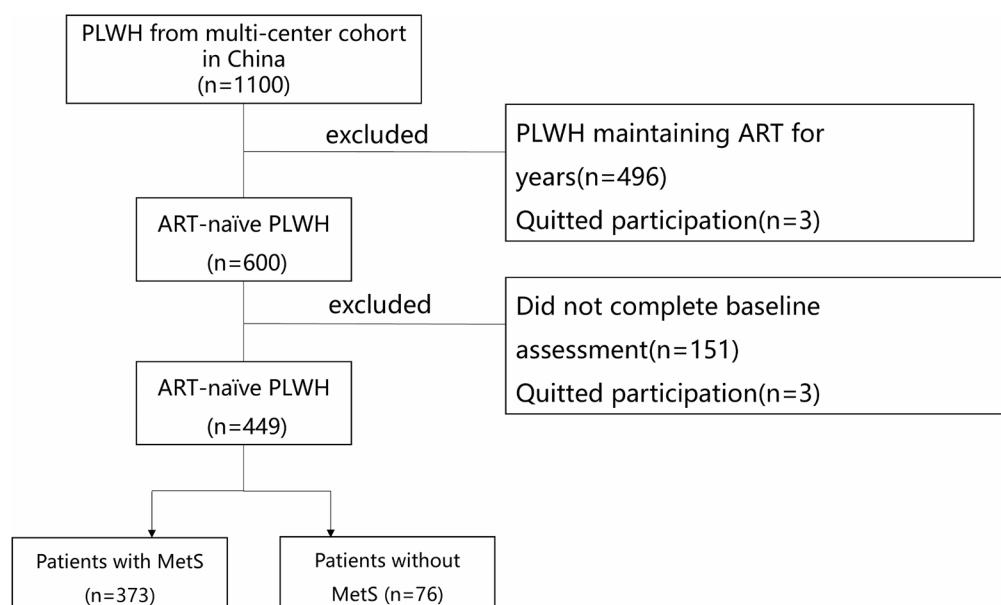 PLWH from multi-center cohort
in China
(n=1100)
excluded
PLWH maintaining ART for
years(n=496)
Quitted participation(n=3)
ART-naïve PLWH
(n=600)
excluded
Did not complete baseline
assessment(n=151)
Quitted participation(n=3)
ART-naïve PLWH
(n=449)
Patients with MetS
(n=373)
Patients without
MetS (n=76)